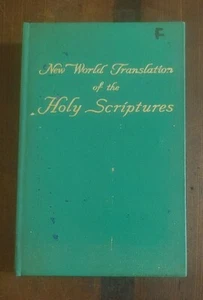 F
New World Translation
of the
Holy Scriptures